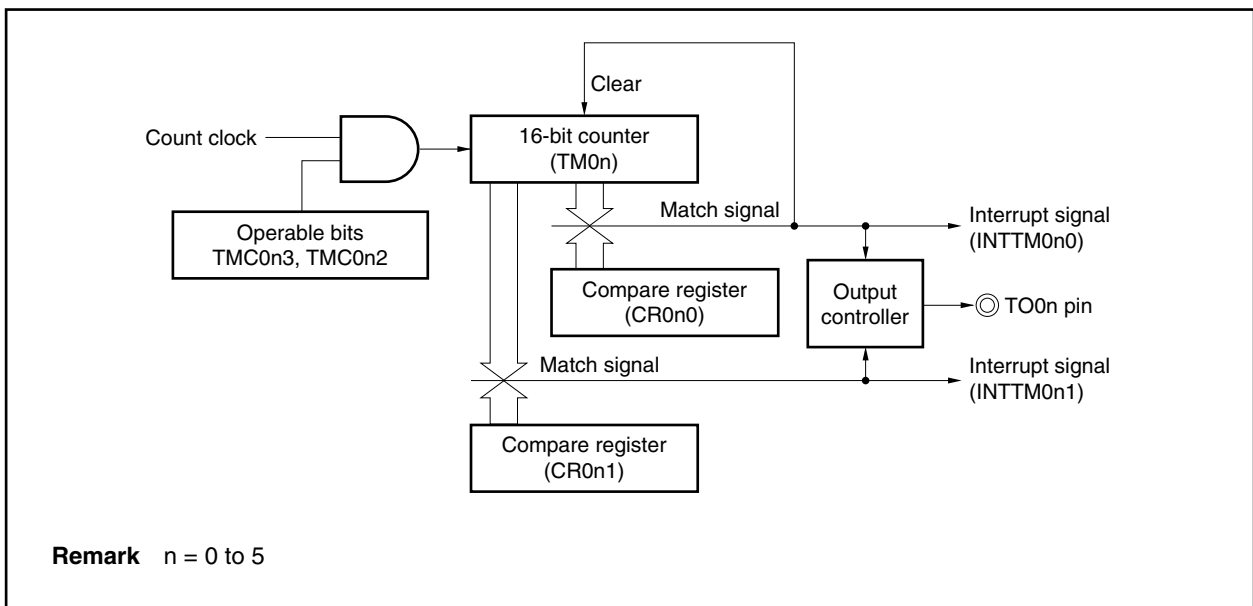 Clear
Count clock
16-bit counter
(TM0n)
Operable bits
TMC0n3, TMC0n2
Match signal
Interrupt signal
(INTTM0n0)
Compare register
(CR0n0)
Output
controller
TO0n pin
Match signal
Interrupt signal
(INTTM0n1)
Compare register
(CR0n1)
Remark n = 0 to 5